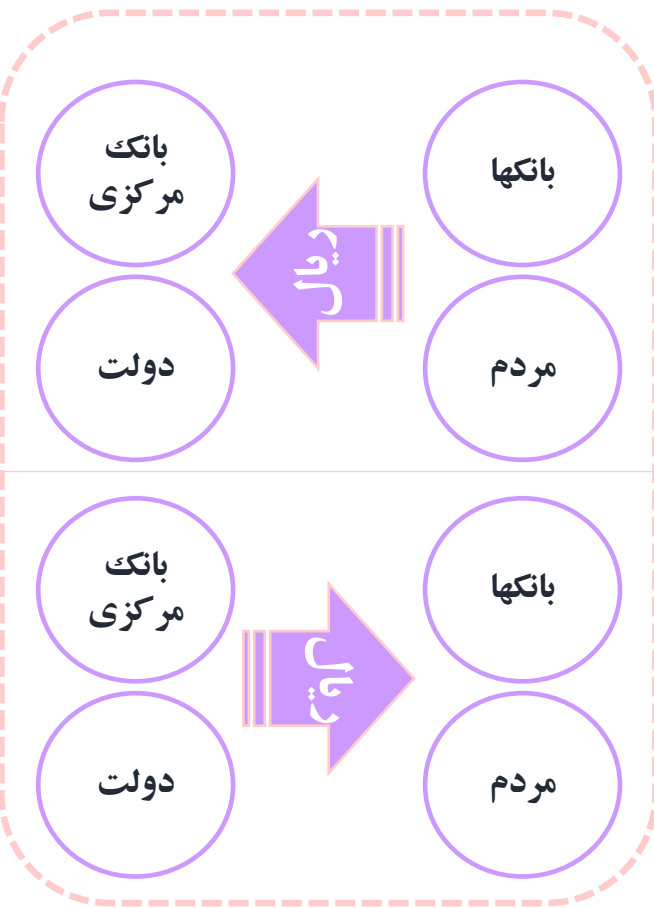 بانکها
بانک
مرکزی
ریال
مردم
دولت
بانکها
بانک
مرکزی
ریال
مردم
دولت